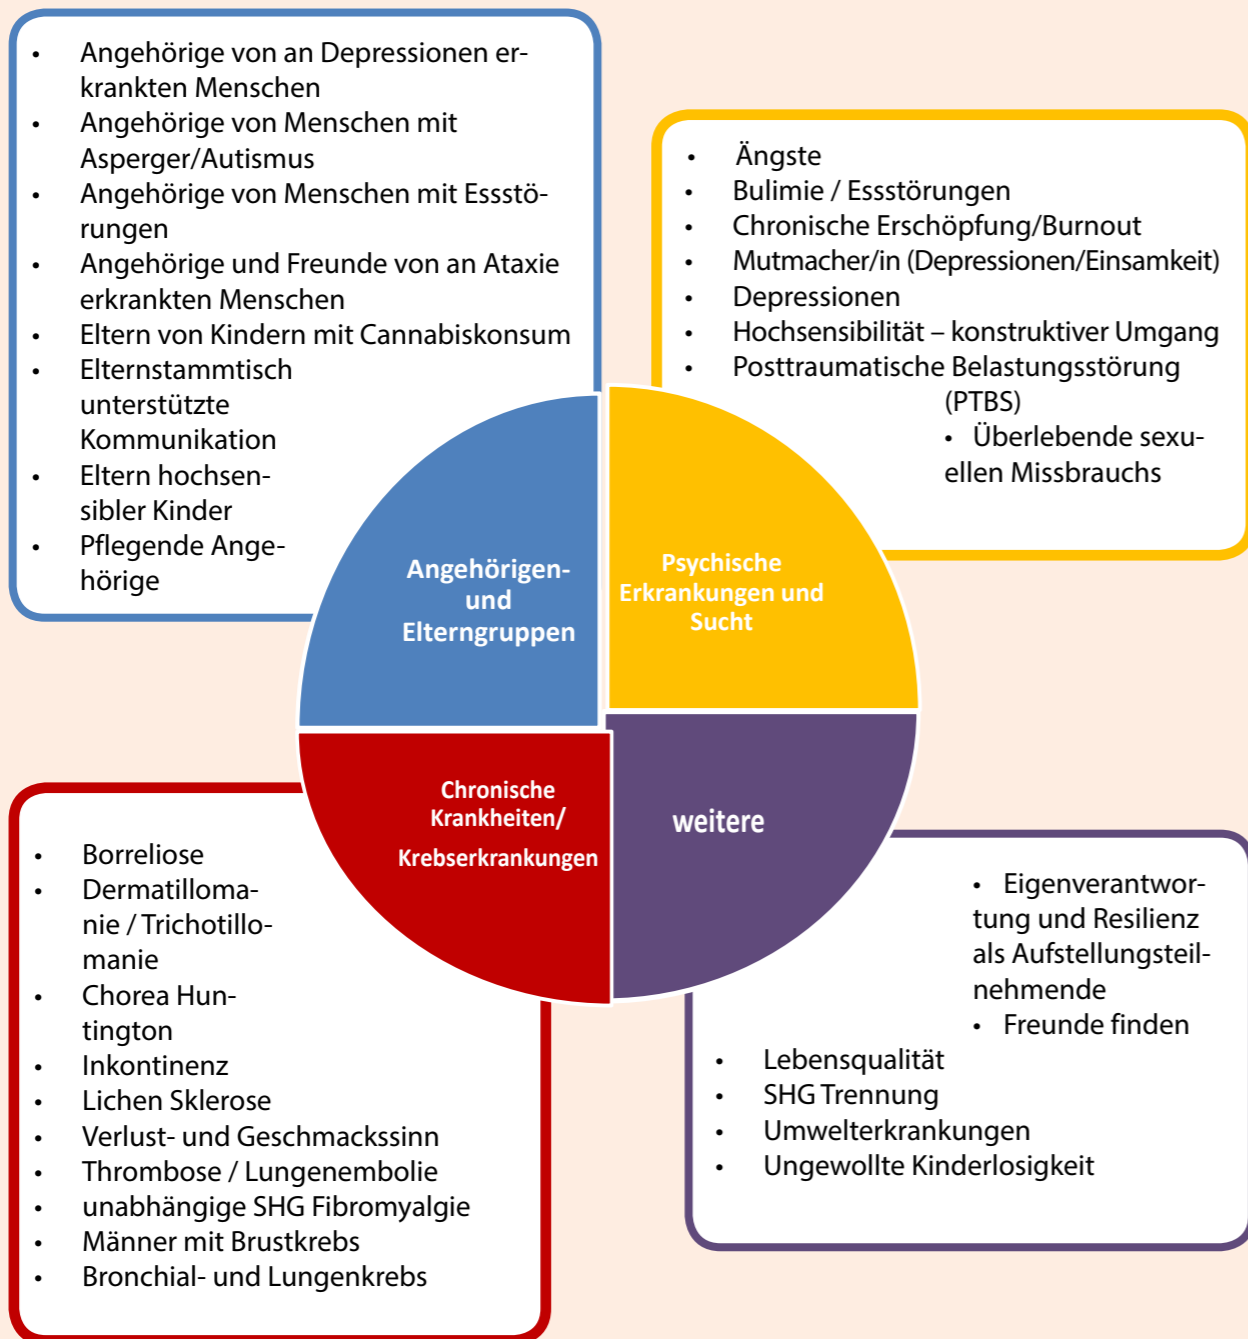 • Angehörige von an Depressionen er-
krankten Menschen
• Angehörige von Menschen mit
Asperger/Autismus
• Angehörige von Menschen mit Essstö-
rungen
• Angehörige und Freunde von an Ataxie
erkrankten Menschen
• Eltern von Kindern mit Cannabiskonsum
• Elternstammtisch
unterstützte
Kommunikation
• Eltern hochsen-
sibler Kinder
• Pflegende Ange-
hörige
• Ängste
• Bulimie / Essstörungen
• Chronische Erschöpfung/Burnout
• Mutmacher/in (Depressionen/Einsamkeit)
• Depressionen
• Hochsensibilität – konstruktiver Umgang
• Posttraumatische Belastungsstörung
(PTBS)
• Überlebende sexu-
ellen Missbrauchs
Angehörigen-
und
Elterngruppen
Psychische
Erkrankungen und
Sucht
Chronische
Krankheiten/
Krebserkrankungen
weitere
• Borreliose
• Dermatilloma-
nie / Trichotillo-
manie
• Chorea Hun-
tington
• Inkontinenz
• Lichen Sklerose
• Verlust- und Geschmackssinn
• Thrombose / Lungenembolie
• unabhängige SHG Fibromyalgie
• Männer mit Brustkrebs
• Bronchial- und Lungenkrebs
• Eigenverantwor-
tung und Resilienz
als Aufstellungsteil-
nehmende
• Freunde finden
• Lebensqualität
• SHG Trennung
• Umwelterkrankungen
• Ungewollte Kinderlosigkeit